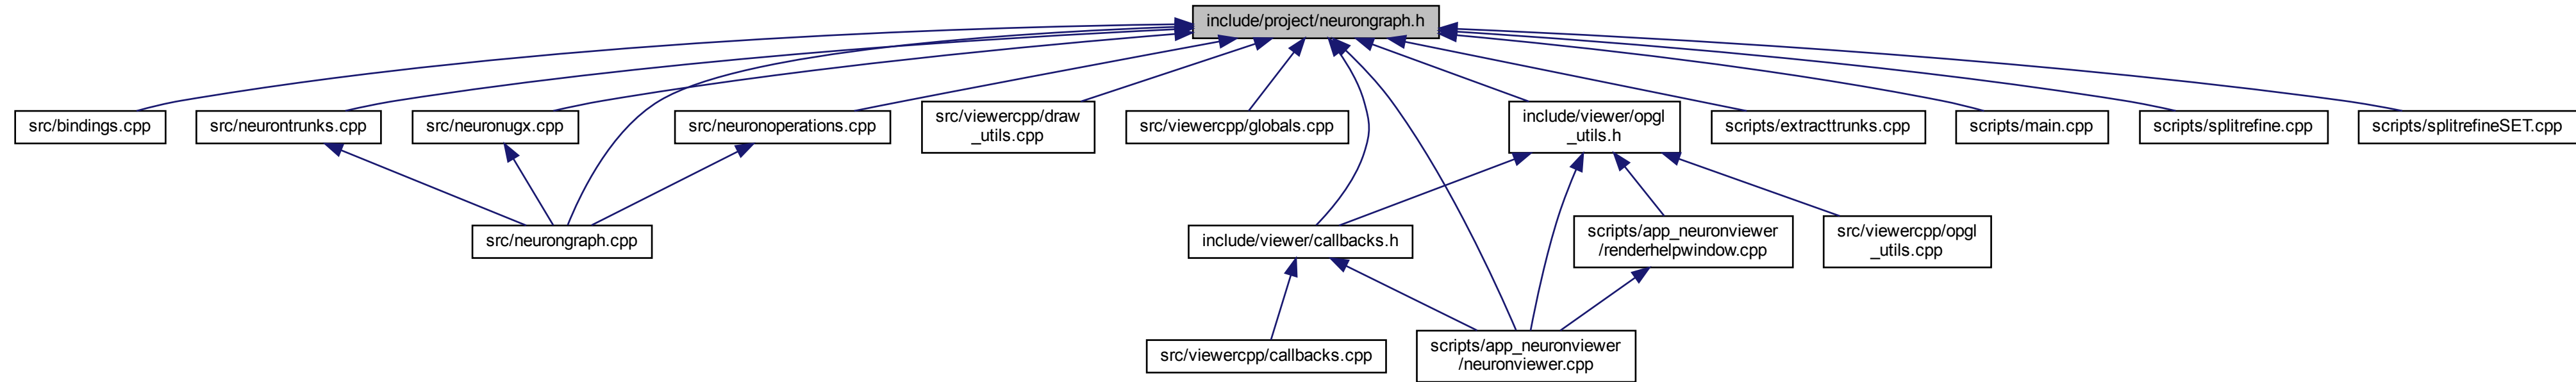 include/project/neurongraph.h
src/bindings.cpp
src/neurontrunks.cpp
src/neuronugx.cpp
src/neuronoperations.cpp
src/viewercpp/draw
_utils.cpp
src/viewercpp/globals.cpp
include/viewer/opgl
_utils.h
scripts/extracttrunks.cpp
scripts/main.cpp
scripts/splitrefine.cpp
scripts/splitrefineSET.cpp
src/neurongraph.cpp
include/viewer/callbacks.h
scripts/app_neuronviewer
/renderhelpwindow.cpp
src/viewercpp/opgl
_utils.cpp
src/viewercpp/callbacks.cpp
scripts/app_neuronviewer
/neuronviewer.cpp